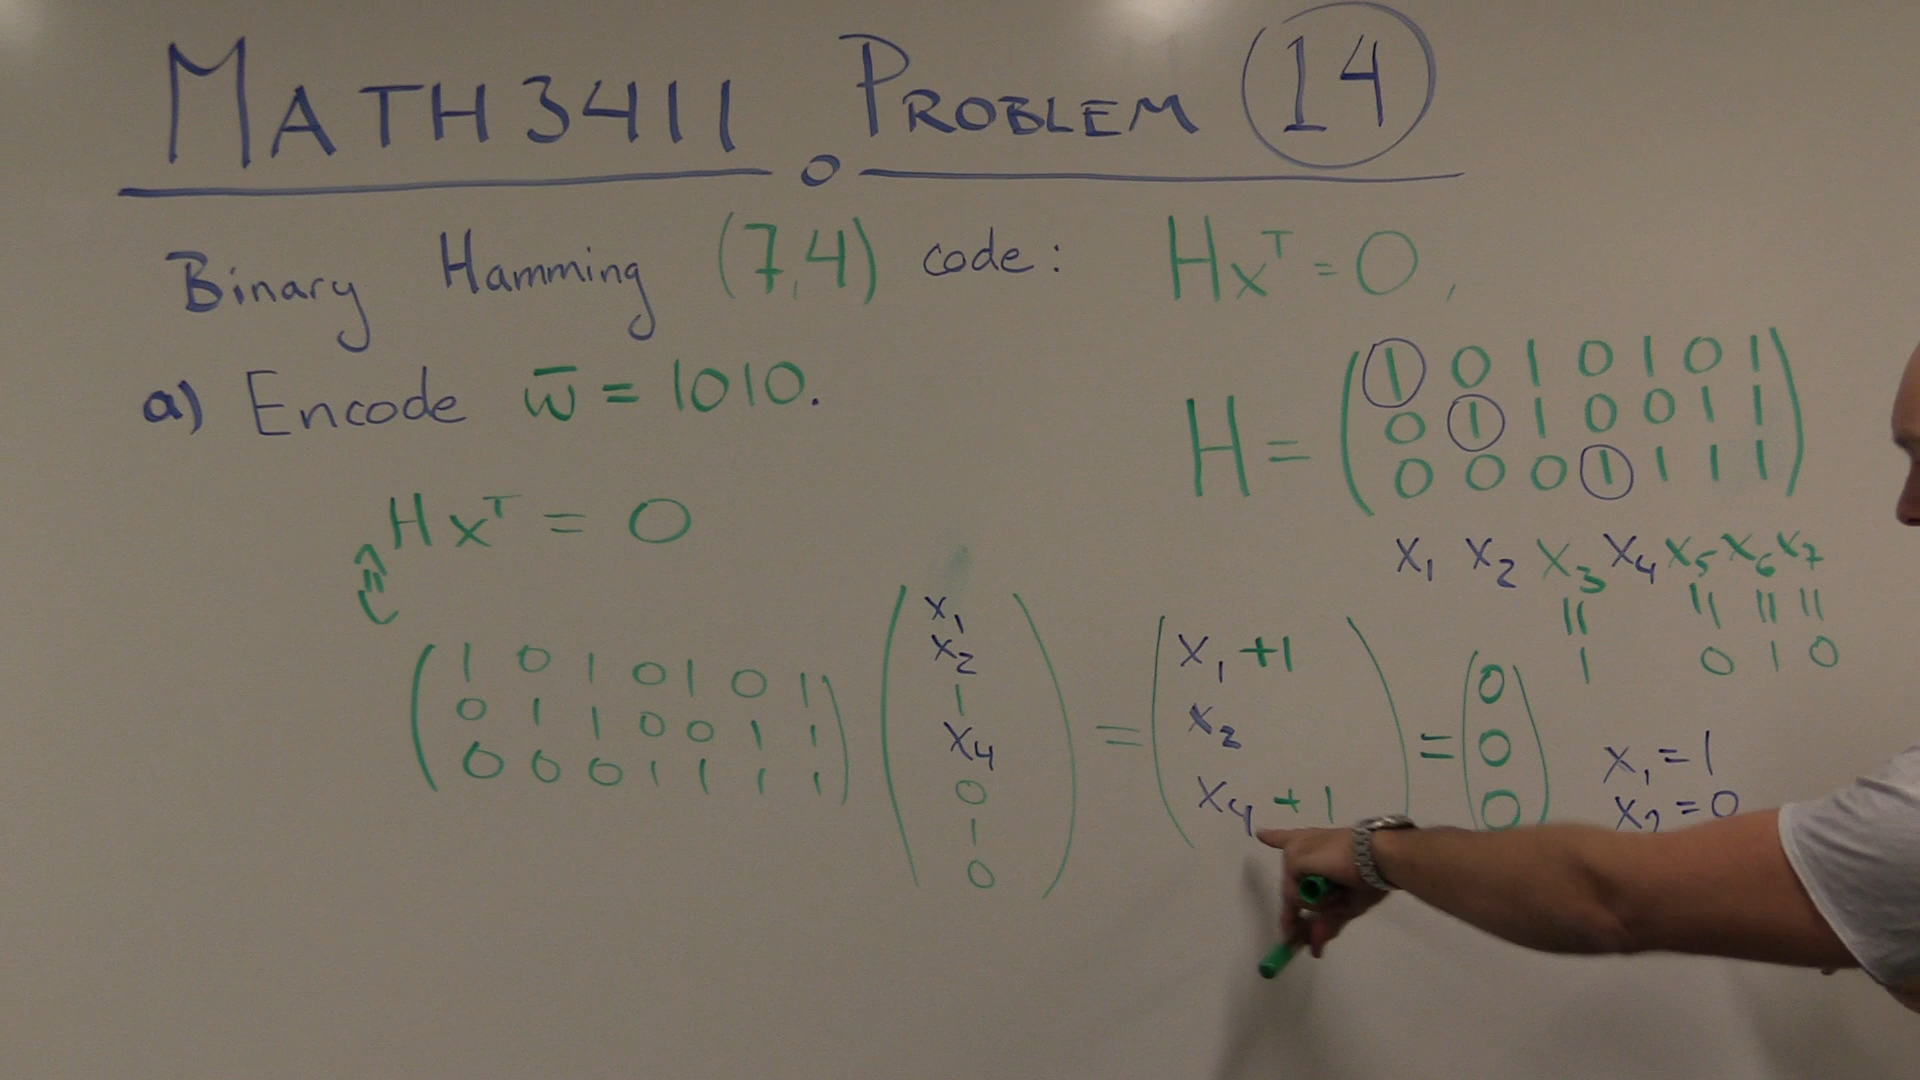 MATH3411 PROBLEM 14
Binary Hamming (7,4) code: Hxᵀ = 0,
a) Encode w̄ = 1010.
H = ( 1 0 1 0 1 0 1
0 1 1 0 0 1 1
0 0 0 1 1 1 1 )
x₁ x₂ x₃ x₄ x₅ x₆ x₇
|| || || ||
1 0 1 0
Hxᵀ = 0
⇔
( 1 0 1 0 1 0 1
0 1 1 0 0 1 1
0 0 0 1 1 1 1 )
( x₁
x₂
1
x₄
0
1
0 )
= ( x₁ + 1
x₂
x₄ + 1 )
= ( 0
0
0 )
x₁ = 1
x₂ = 0